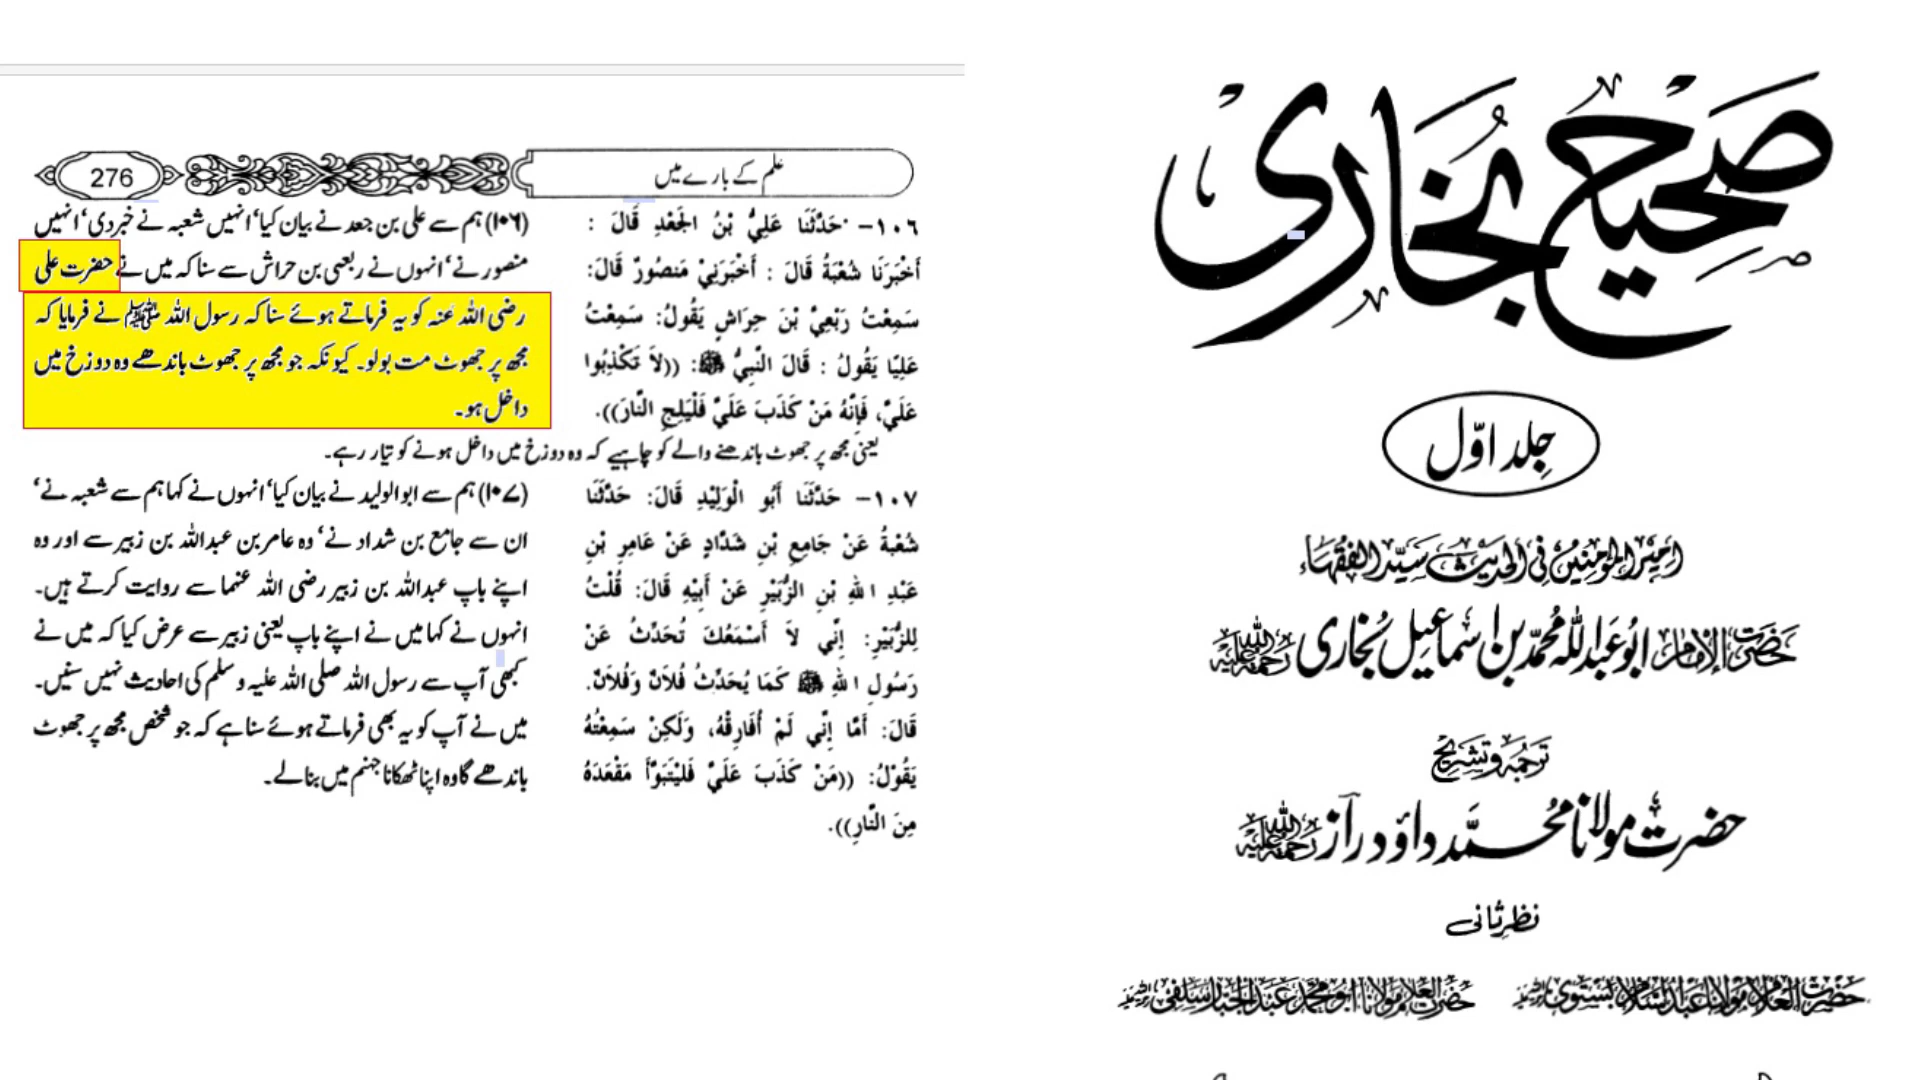 علم کے بارے میں
276
١٠٦- حَدَّثَنَا عَلِيُّ بْنُ الْجَعْدِ قَالَ :
أَخْبَرَنَا شُعْبَةُ قَالَ : أَخْبَرَنِيْ مَنصُورٌ قَالَ:
سَمِعْتُ رَبْعِيَّ بْنَ حِرَاشٍ يَقُولُ: سَمِعْتُ
عَلِيًا يَقُولُ : قَالَ النَّبِيُّ ﷺ: ((لاَ تَكْذِبُوا
عَلَيَّ، فَإِنَّهُ مَنْ كَذَبَ عَلَيَّ فَلْيَلِجِ النَّارَ)).
(۱۰۶) ہم سے علی بن جعد نے بیان کیا‘ انہیں شعبہ نے خبر دی‘ انہیں
منصور نے‘ انہوں نے ربعی بن حراش سے سنا کہ میں نے حضرت علی
رضی اللہ عنہ کو یہ فرماتے ہوئے سنا کہ رسول اللہ ﷺ نے فرمایا کہ
مجھ پر جھوٹ مت بولو۔ کیونکہ جو مجھ پر جھوٹ باندھے وہ دوزخ میں
داخل ہو۔
یعنی مجھ پر جھوٹ باندھنے والے کو چاہیے کہ وہ دوزخ میں داخل ہونے کو تیار رہے۔
١٠٧- حَدَّثَنَا أَبُو الْوَلِيْدِ قَالَ: حَدَّثَنَا
شُعْبَةُ عَنْ جَامِعِ بْنِ شَدَّادٍ عَنْ عَامِرِ بْنِ
عَبْدِ اللهِ بْنِ الزُّبَيْرِ عَنْ أَبِيْهِ قَالَ: قُلْتُ
لِلزُّبَيْرِ: إِنِّي لاَ أَسْمَعُكَ تُحَدِّثُ عَنْ
رَسُولِ اللهِ ﷺ كَمَا يُحَدِّثُ فُلاَنٌ وَفُلاَنٌ.
قَالَ: أَمَّا إِنِّي لَمْ أُفَارِقْهُ، وَلَكِنْ سَمِعْتُهُ
يَقُوْلُ: ((مَنْ كَذَبَ عَلَيَّ فَلْيَتَبَوَّأْ مَقْعَدَهُ
مِنَ النَّارِ)).
(۱۰۷) ہم سے ابو الولید نے بیان کیا‘ انہوں نے کہا ہم سے شعبہ نے‘
ان سے جامع بن شداد نے‘ وہ عامر بن عبداللہ بن زبیر سے اور وہ
اپنے باپ عبداللہ بن زبیر رضی اللہ عنہما سے روایت کرتے ہیں۔
انہوں نے کہا میں نے اپنے باپ یعنی زبیر سے عرض کیا کہ میں نے
کبھی آپ سے رسول اللہ صلی اللہ علیہ وسلم کی احادیث نہیں سنیں۔
میں نے آپ کو یہ بھی فرماتے ہوئے سنا ہے کہ جو شخص مجھ پر جھوٹ
باندھے گا وہ اپنا ٹھکانا جہنم میں بنا لے۔
صحیح بخاری
جلد اوّل
امیر المومنین فی الحدیث سید الفقہاء
حضرت الامام ابو عبداللہ محمد بن اسماعیل بخاری رحمۃ اللہ علیہ
ترجمہ و تشریح
حضرت مولانا محمد داؤد راز رحمۃ اللہ علیہ
نظر ثانی